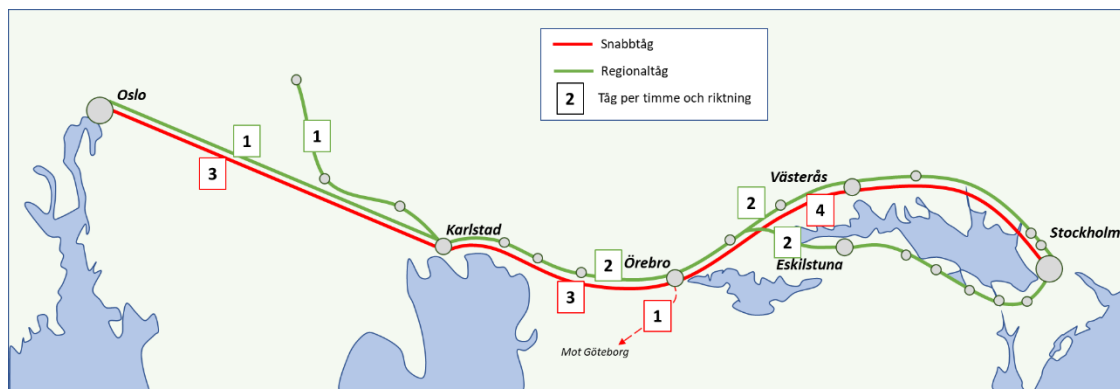 Snabbtåg
Regionaltåg
2 Tåg per timme och riktning
Oslo
1
1
3
Västerås
2
4
Karlstad
Stockholm
Örebro
2
2
Eskilstuna
3
1
Mot Göteborg